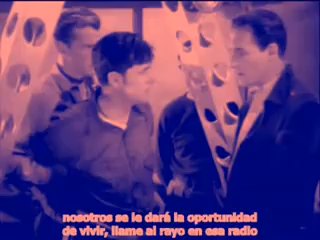 nosotros se le dará la oportunidad
de vivir, llame al rayo en esa radio